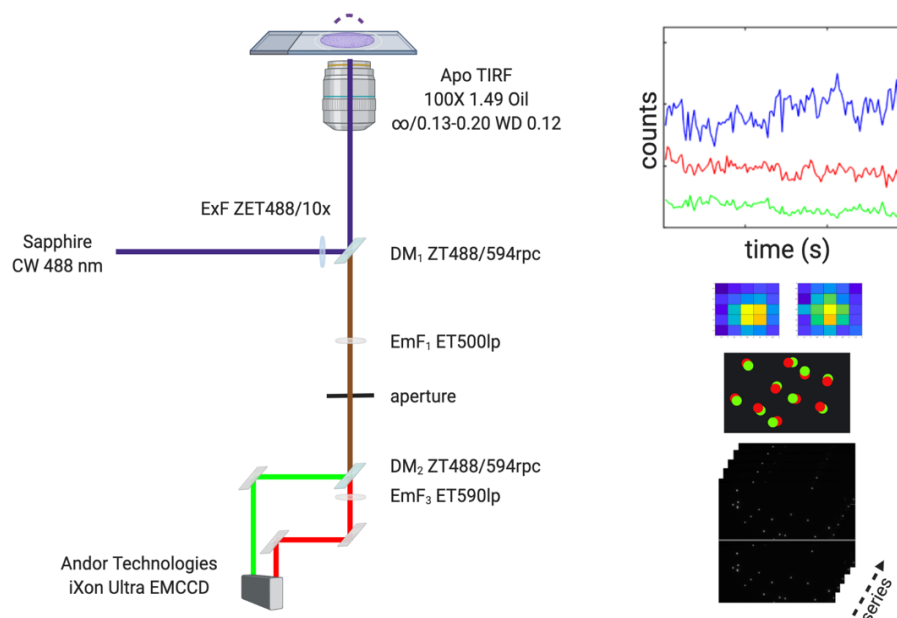 Apo TIRF
100X 1.49 Oil
∞/0.13-0.20 WD 0.12
ExF ZET488/10x
Sapphire
CW 488 nm
DM₁ ZT488/594rpc
EmF₁ ET500lp
aperture
DM₂ ZT488/594rpc
EmF₃ ET590lp
Andor Technologies
iXon Ultra EMCCD
counts
time (s)
series